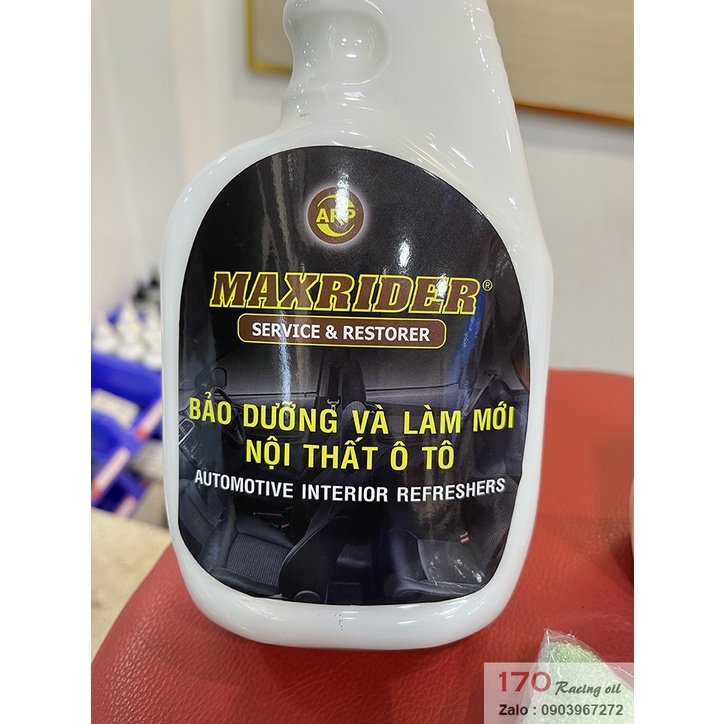 ARP
MAXRIDER®
SERVICE & RESTORER
BẢO DƯỠNG VÀ LÀM MỚI
NỘI THẤT Ô TÔ
AUTOMOTIVE INTERIOR REFRESHERS
170 Racing oil
Zalo : 0903967272